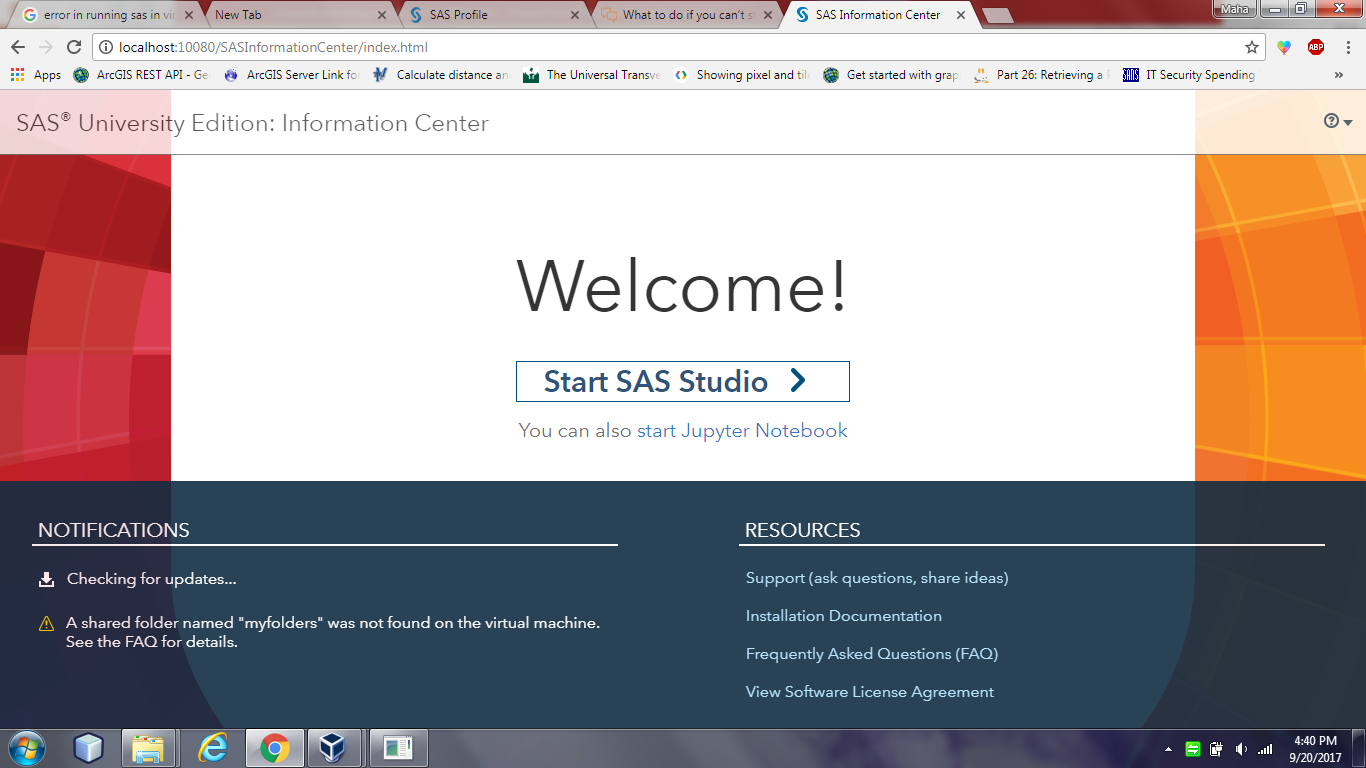 error in running sas in vi
New Tab
SAS Profile
What to do if you can't s
SAS Information Center
Maha
localhost:10080/SASInformationCenter/index.html
ABP
Apps
ArcGIS REST API - Ge
ArcGIS Server Link fo
Calculate distance an
The Universal Transve
Showing pixel and til
Get started with grap
Part 26: Retrieving a
SANS
IT Security Spending
»
SAS® University Edition: Information Center
Welcome!
Start SAS Studio
You can also start Jupyter Notebook
NOTIFICATIONS
Checking for updates...
A shared folder named "myfolders" was not found on the virtual machine.
See the FAQ for details.
RESOURCES
Support (ask questions, share ideas)
Installation Documentation
Frequently Asked Questions (FAQ)
View Software License Agreement
4:40 PM
9/20/2017